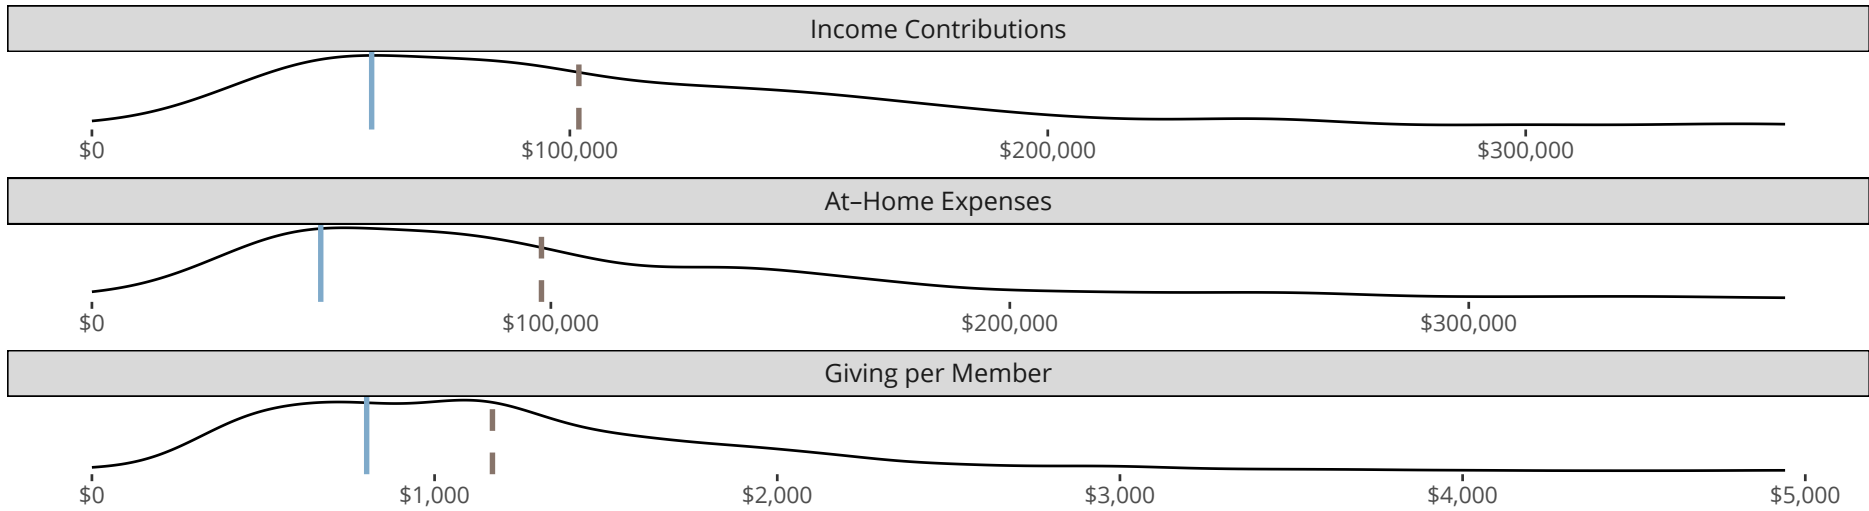 Income Contributions
$0 $100,000 $200,000 $300,000
At–Home Expenses
$0 $100,000 $200,000 $300,000
Giving per Member
$0 $1,000 $2,000 $3,000 $4,000 $5,000